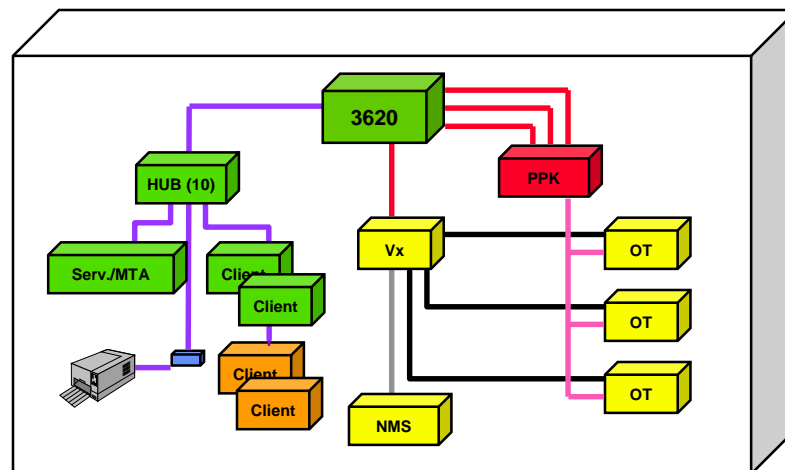 3620
HUB (10)
PPK
Serv./MTA
Client
Client
Vx
OT
OT
Client
Client
NMS
OT